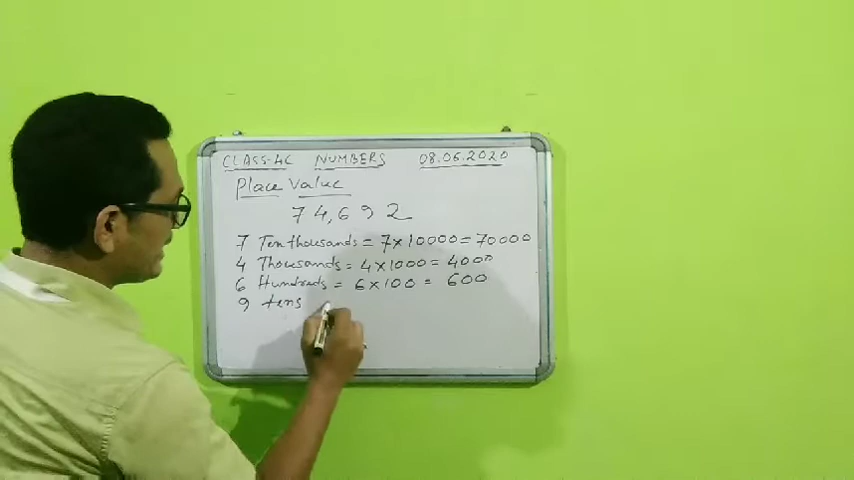 CLASS-4C NUMBERS 08.06.2020
Place Value
74,692
7 Ten thousands = 7×10000 = 70000
4 Thousands = 4×1000 = 4000
6 Hundreds = 6×100 = 600
9 tens